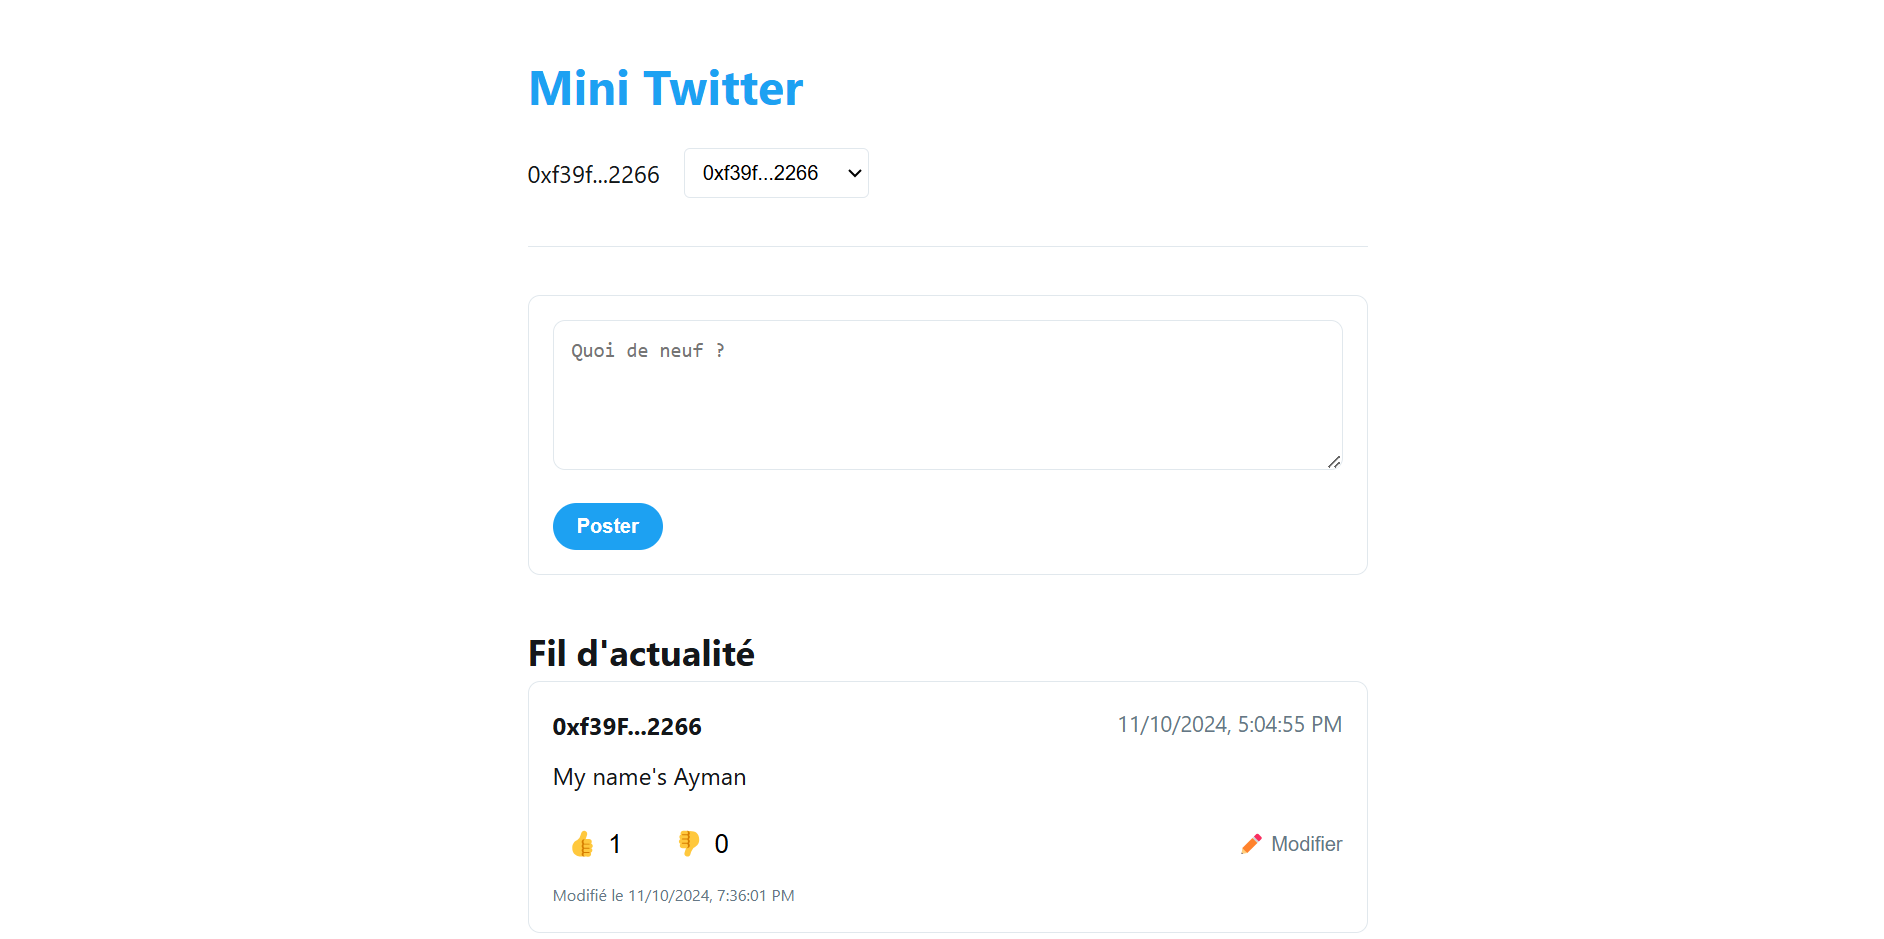 Mini Twitter
0xf39f...2266 0xf39f...2266
Quoi de neuf ?
Poster
Fil d'actualité
0xf39F...2266 11/10/2024, 5:04:55 PM
My name's Ayman
👍 1 👎 0 ✏️ Modifier
Modifié le 11/10/2024, 7:36:01 PM